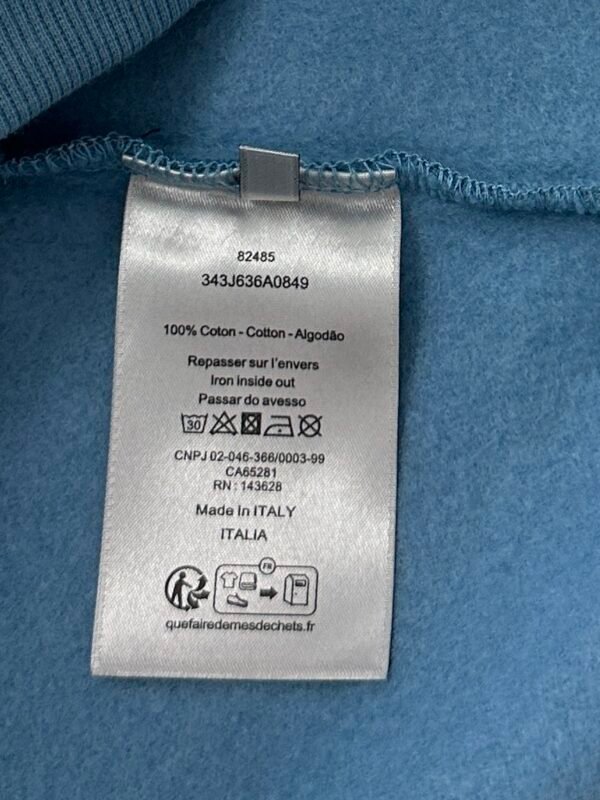 82485
343J636A0849
100% Coton - Cotton - Algodão
Repasser sur l'envers
Iron inside out
Passar do avesso
30
CNPJ 02-046-366/0003-99
CA65281
RN : 143628
Made in ITALY
ITALIA
FR
quefairedemesdechets.fr